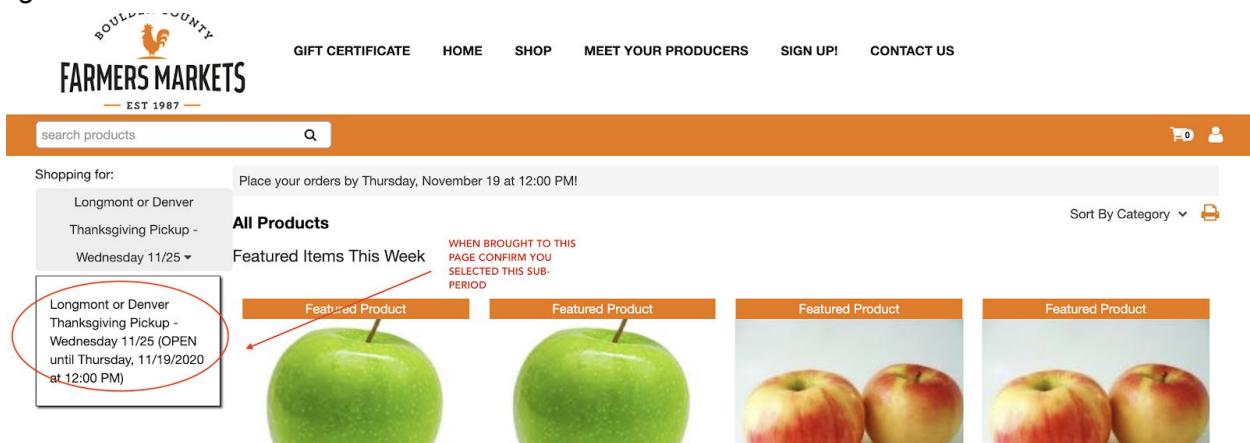 BOULDER COUNTY
FARMERS MARKETS
EST 1987
GIFT CERTIFICATE HOME SHOP MEET YOUR PRODUCERS SIGN UP! CONTACT US
search products
0
Shopping for:
Longmont or Denver
Thanksgiving Pickup -
Wednesday 11/25
Longmont or Denver
Thanksgiving Pickup -
Wednesday 11/25 (OPEN
until Thursday, 11/19/2020
at 12:00 PM)
Place your orders by Thursday, November 19 at 12:00 PM!
All Products
Sort By Category
Featured Items This Week
WHEN BROUGHT TO THIS
PAGE CONFIRM YOU
SELECTED THIS SUB-
PERIOD
Featured Product
Featured Product
Featured Product
Featured Product